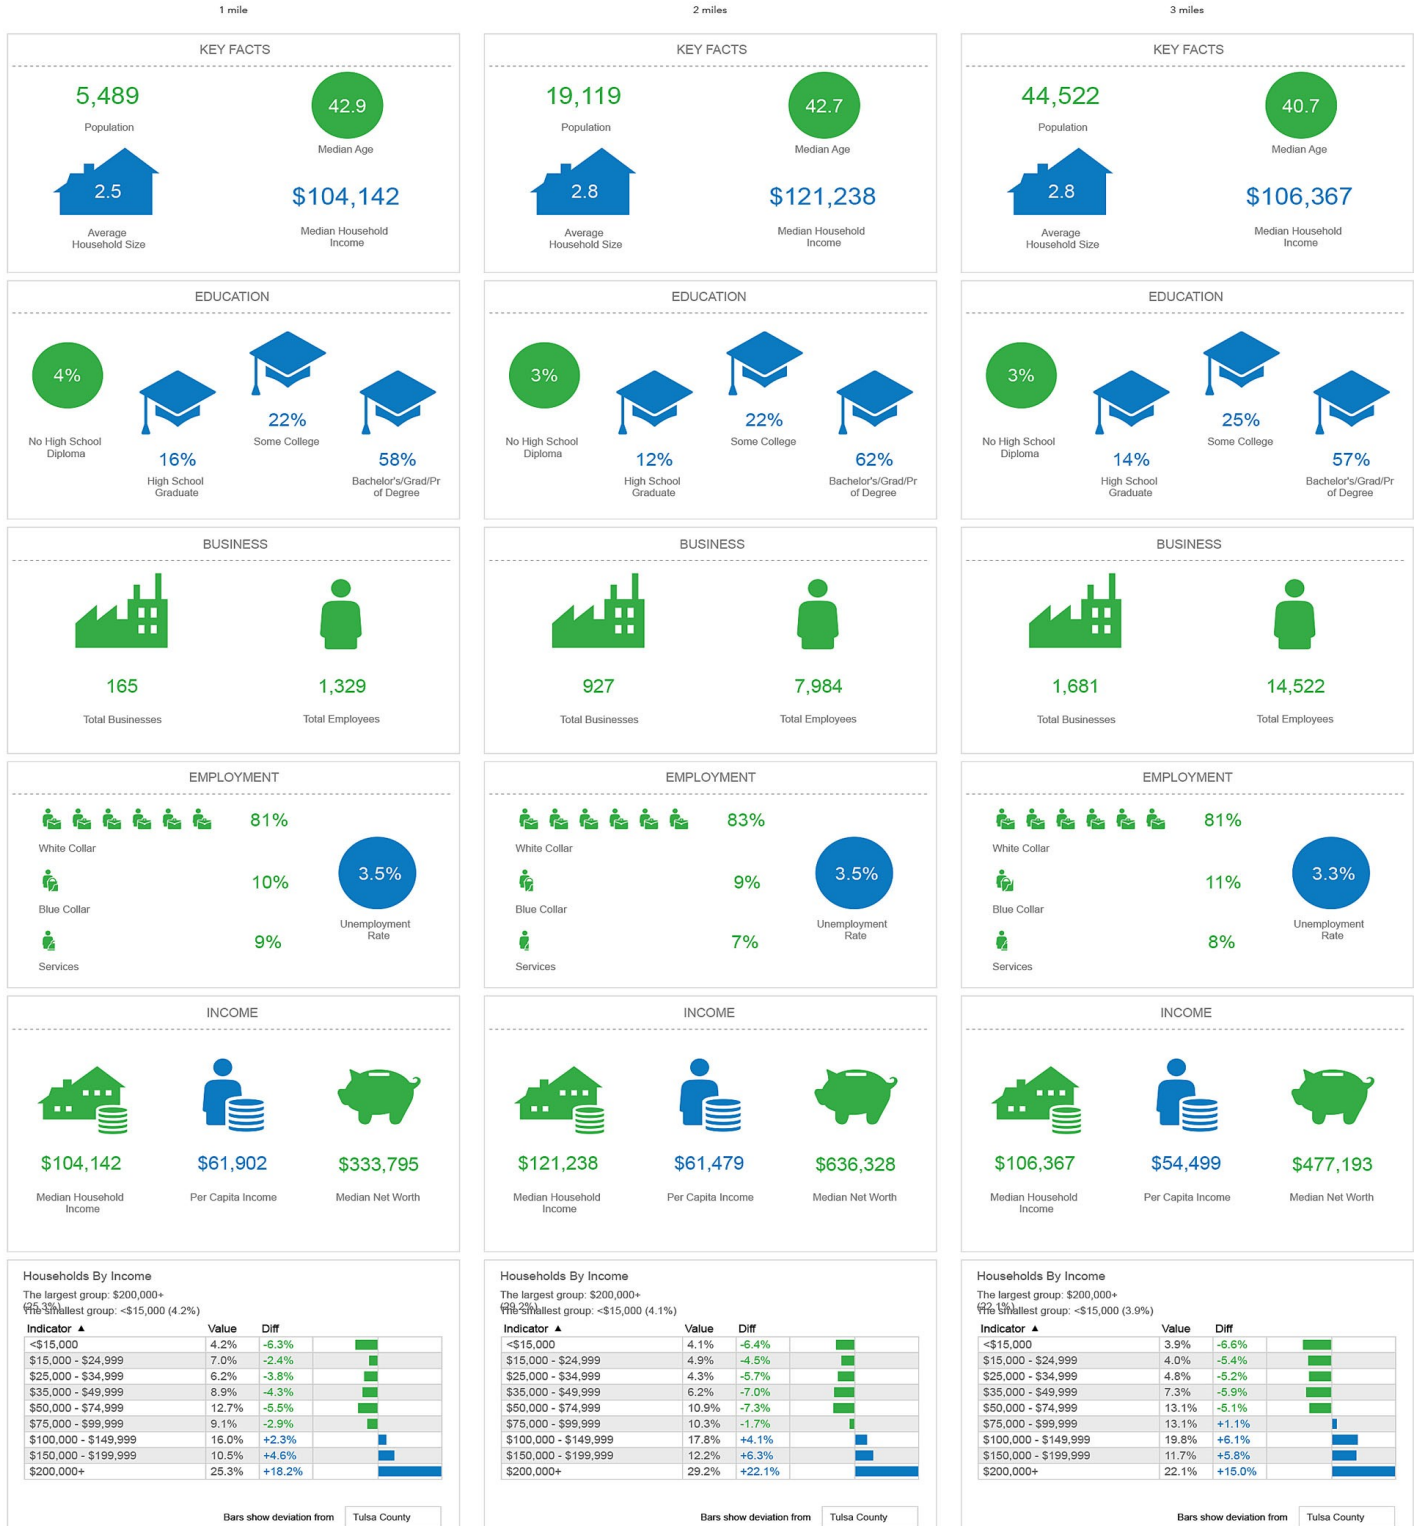 1 mile
KEY FACTS
5,489
Population
42.9
Median Age
2.5
Average
Household Size
$104,142
Median Household
Income
EDUCATION
4%
No High School
Diploma
16%
High School
Graduate
22%
Some College
58%
Bachelor's/Grad/Pr
of Degree
BUSINESS
165
Total Businesses
1,329
Total Employees
EMPLOYMENT
81%
White Collar
10%
Blue Collar
9%
Services
3.5%
Unemployment
Rate
INCOME
$104,142
Median Household
Income
$61,902
Per Capita Income
$333,795
Median Net Worth
Households By Income
The largest group: $200,000+
(25.3%)
The smallest group: <$15,000 (4.2%)
Indicator ▲ Value Diff
<$15,000 4.2% -6.3%
$15,000 - $24,999 7.0% -2.4%
$25,000 - $34,999 6.2% -3.8%
$35,000 - $49,999 8.9% -4.3%
$50,000 - $74,999 12.7% -5.5%
$75,000 - $99,999 9.1% -2.9%
$100,000 - $149,999 16.0% +2.3%
$150,000 - $199,999 10.5% +4.6%
$200,000+ 25.3% +18.2%
Bars show deviation from Tulsa County
2 miles
KEY FACTS
19,119
Population
42.7
Median Age
2.8
Average
Household Size
$121,238
Median Household
Income
EDUCATION
3%
No High School
Diploma
12%
High School
Graduate
22%
Some College
62%
Bachelor's/Grad/Pr
of Degree
BUSINESS
927
Total Businesses
7,984
Total Employees
EMPLOYMENT
83%
White Collar
9%
Blue Collar
7%
Services
3.5%
Unemployment
Rate
INCOME
$121,238
Median Household
Income
$61,479
Per Capita Income
$636,328
Median Net Worth
Households By Income
The largest group: $200,000+
(29.2%)
The smallest group: <$15,000 (4.1%)
Indicator ▲ Value Diff
<$15,000 4.1% -6.4%
$15,000 - $24,999 4.9% -4.5%
$25,000 - $34,999 4.3% -5.7%
$35,000 - $49,999 6.2% -7.0%
$50,000 - $74,999 10.9% -7.3%
$75,000 - $99,999 10.3% -1.7%
$100,000 - $149,999 17.8% +4.1%
$150,000 - $199,999 12.2% +6.3%
$200,000+ 29.2% +22.1%
Bars show deviation from Tulsa County
3 miles
KEY FACTS
44,522
Population
40.7
Median Age
2.8
Average
Household Size
$106,367
Median Household
Income
EDUCATION
3%
No High School
Diploma
14%
High School
Graduate
25%
Some College
57%
Bachelor's/Grad/Pr
of Degree
BUSINESS
1,681
Total Businesses
14,522
Total Employees
EMPLOYMENT
81%
White Collar
11%
Blue Collar
8%
Services
3.3%
Unemployment
Rate
INCOME
$106,367
Median Household
Income
$54,499
Per Capita Income
$477,193
Median Net Worth
Households By Income
The largest group: $200,000+
(22.1%)
The smallest group: <$15,000 (3.9%)
Indicator ▲ Value Diff
<$15,000 3.9% -6.6%
$15,000 - $24,999 4.0% -5.4%
$25,000 - $34,999 4.8% -5.2%
$35,000 - $49,999 7.3% -5.9%
$50,000 - $74,999 13.1% -5.1%
$75,000 - $99,999 13.1% +1.1%
$100,000 - $149,999 19.8% +6.1%
$150,000 - $199,999 11.7% +5.8%
$200,000+ 22.1% +15.0%
Bars show deviation from Tulsa County